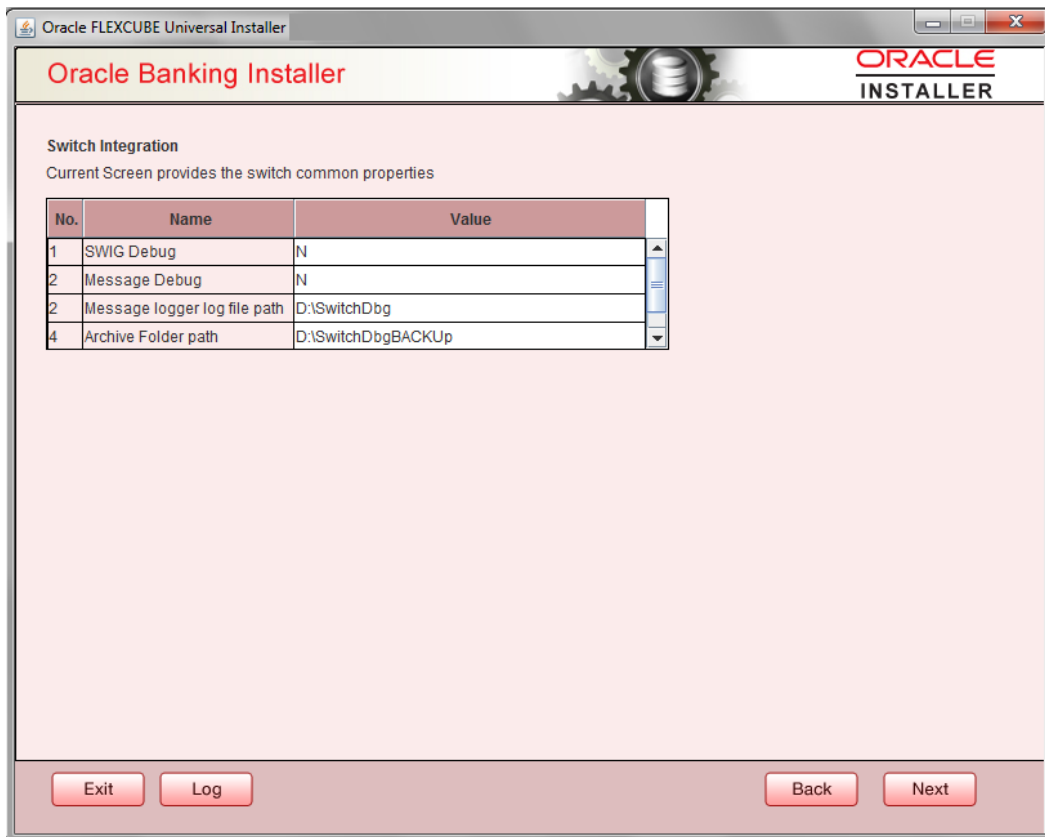 Oracle FLEXCUBE Universal Installer
Oracle Banking Installer
ORACLE
INSTALLER
Switch Integration
Current Screen provides the switch common properties
No. Name Value
1 SWIG Debug N
2 Message Debug N
2 Message logger log file path D:\SwitchDbg
4 Archive Folder path D:\SwitchDbgBACKUp
Exit Log Back Next